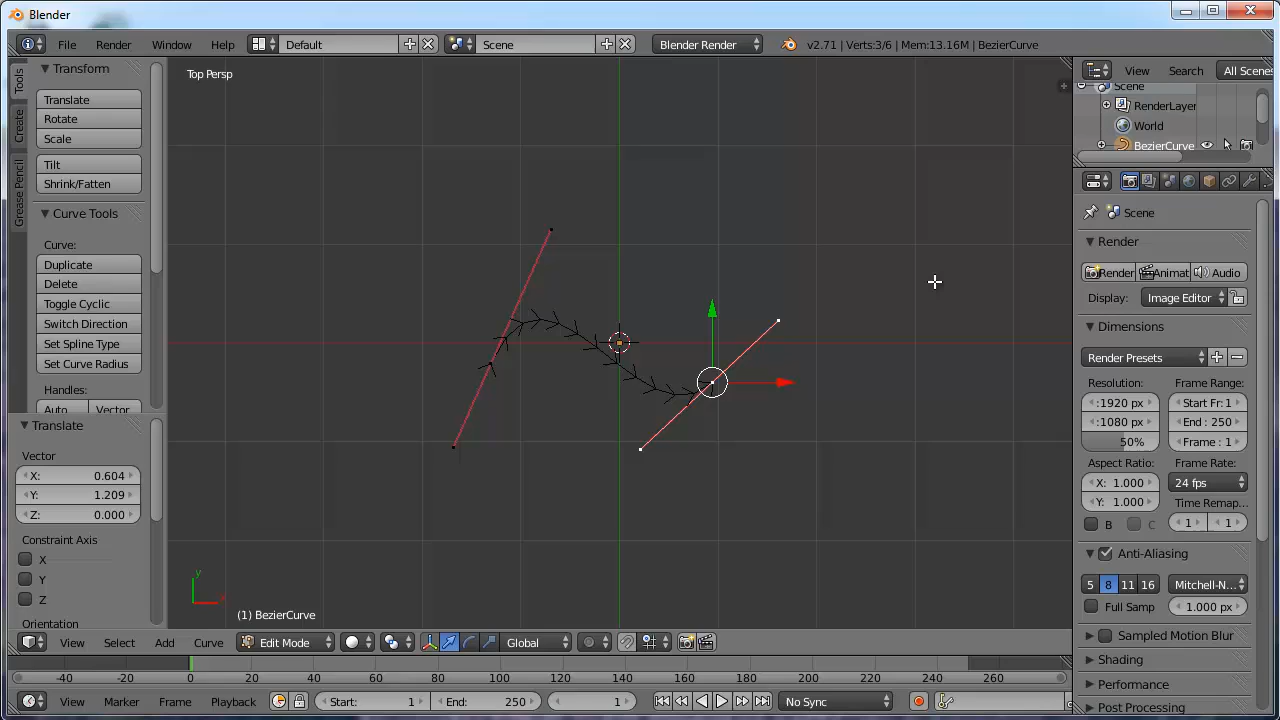 Blender
File Render Window Help Default Scene Blender Render v2.71 | Verts:3/6 | Mem:13.16M | BezierCurve
Tools
Create
Grease Pencil
Transform
Translate
Rotate
Scale
Tilt
Shrink/Fatten
Curve Tools
Curve:
Duplicate
Delete
Toggle Cyclic
Switch Direction
Set Spline Type
Set Curve Radius
Handles:
Auto Vector
Translate
Vector
X: 0.604
Y: 1.209
Z: 0.000
Constraint Axis
X
Y
Z
Orientation
Top Persp
y
x
(1) BezierCurve
View Search All Scenes
Scene
RenderLayer
World
BezierCurve
Scene
Render
Render Animat Audio
Display: Image Editor
Dimensions
Render Presets
Resolution: Frame Range:
:1920 px Start Fr: 1
:1080 px End : 250
50% Frame : 1
Aspect Ratio: Frame Rate:
X: 1.000 24 fps
Y: 1.000 Time Remap...
B C 1 1
Anti-Aliasing
5 8 11 16 Mitchell-N...
Full Samp 1.000 px
Sampled Motion Blur
Shading
Performance
Post Processing
View Select Add Curve Edit Mode Global
-40 -20 0 20 40 60 80 100 120 140 160 180 200 220 240 260
View Marker Frame Playback Start: 1 End: 250 1 No Sync